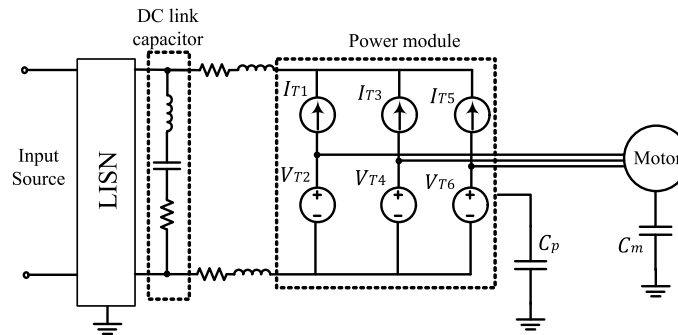 DC link
capacitor
Power module
I_T1
I_T3
I_T5
Input
Source
LISN
Motor
V_T2
V_T4
V_T6
+
+
+
-
-
-
C_p
C_m